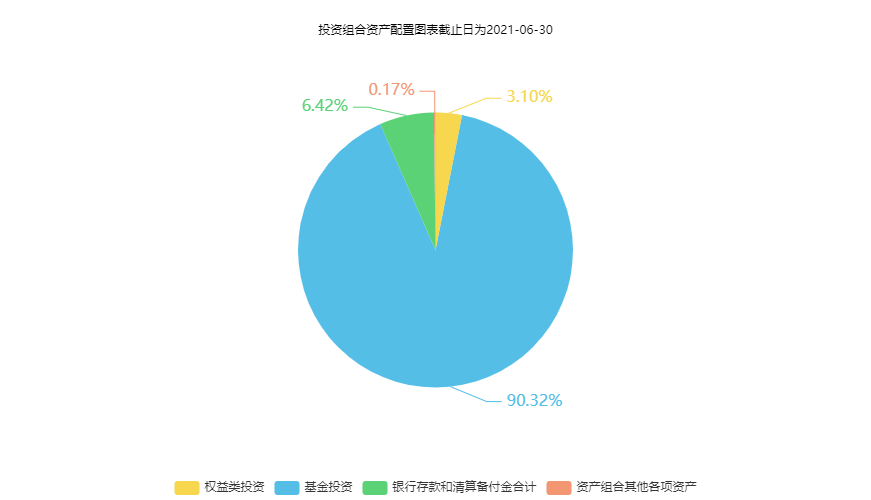 投资组合资产配置图表截止日为2021-06-30
0.17%
3.10%
6.42%
90.32%
权益类投资 基金投资 银行存款和清算备付金合计 资产组合其他各项资产